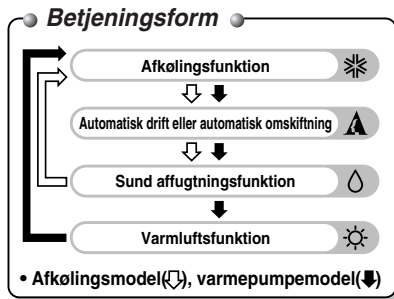 Betjeningsform
Afkølingsfunktion
Automatisk drift eller automatisk omskiftning
Sund affugtningsfunktion
Varmluftsfunktion
• Afkølingsmodel(⇩), varmepumpemodel(⬇)